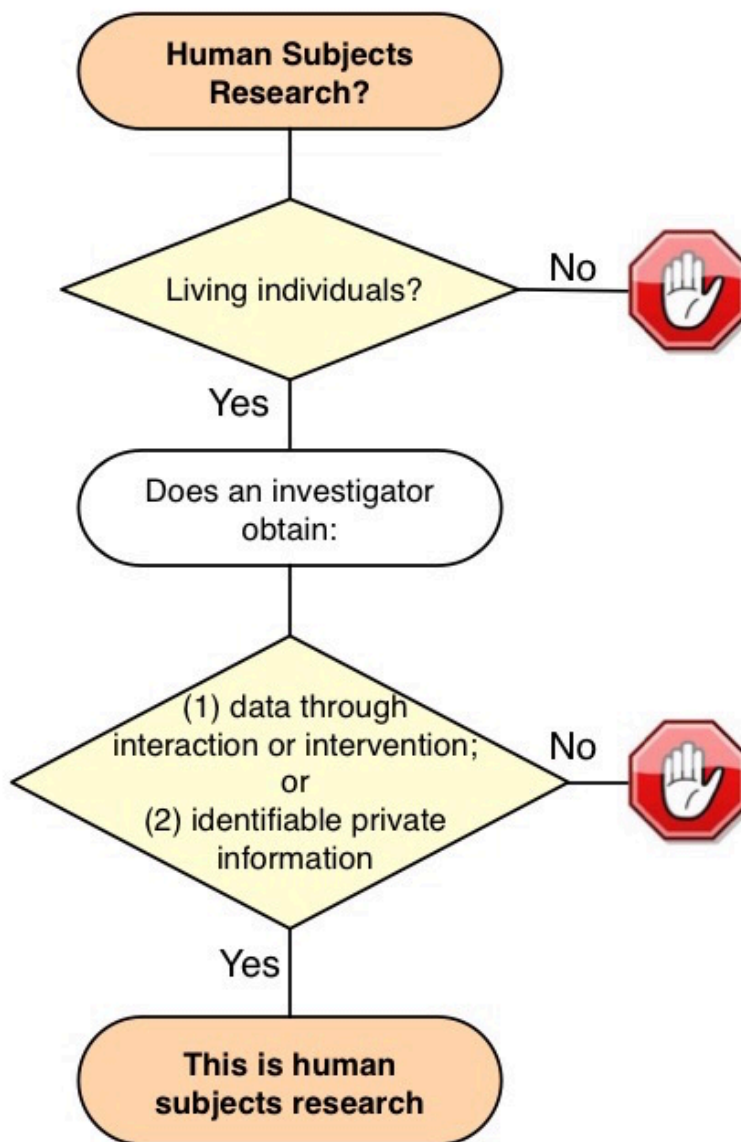 Human Subjects
Research?
Living individuals?
No
Yes
Does an investigator
obtain:
(1) data through
interaction or intervention;
or
(2) identifiable private
information
No
Yes
This is human
subjects research